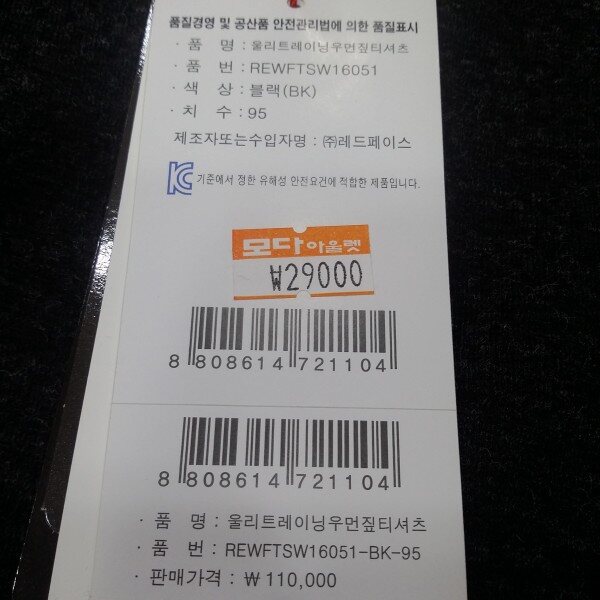 품질경영 및 공산품 안전관리법에 의한 품질표시
· 품 명 : 울리트레이닝우먼짚티셔츠
· 품 번 : REWFTSW16051
· 색 상 : 블랙(BK)
· 치 수 : 95
제조자또는수입자명 : ㈜레드페이스
KC 기준에서 정한 유해성 안전요건에 적합한 제품입니다.
모다아울렛
₩29000
8 808614 721104
8 808614 721104
· 품 명 : 울리트레이닝우먼짚티셔츠
· 품 번 : REWFTSW16051-BK-95
· 판매가격 : ₩ 110,000